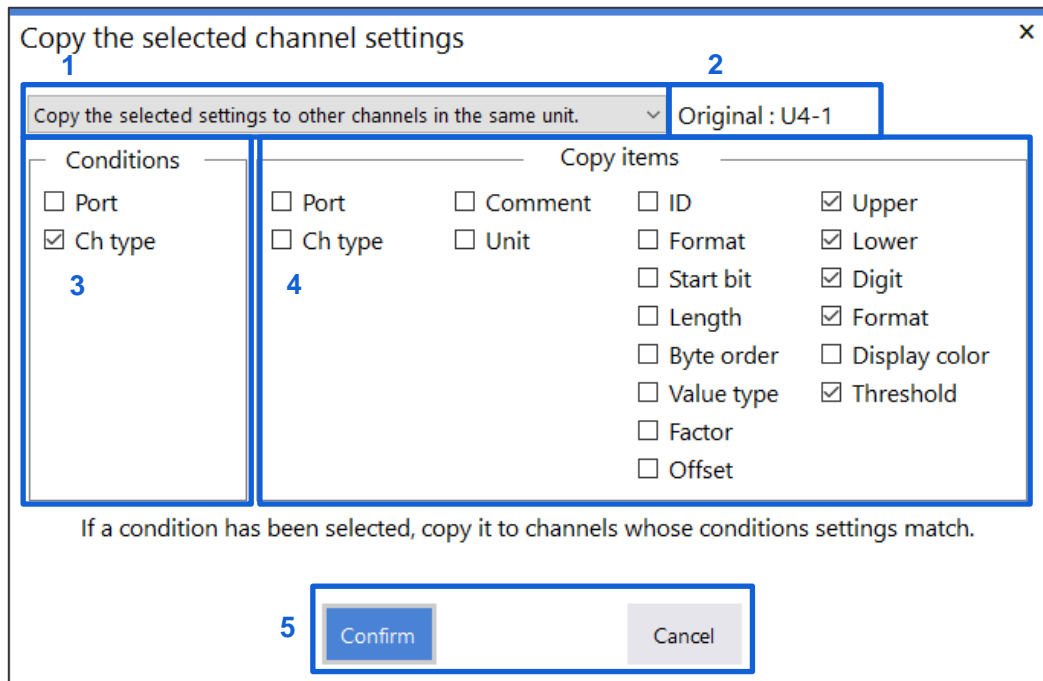 Copy the selected channel settings
×
1
2
Copy the selected settings to other channels in the same unit.
Original : U4-1
Conditions
Port
Ch type
3
Copy items
Port
Comment
ID
Upper
Ch type
Unit
Format
Lower
4
Start bit
Digit
Length
Format
Byte order
Display color
Value type
Threshold
Factor
Offset
If a condition has been selected, copy it to channels whose conditions settings match.
5
Confirm
Cancel